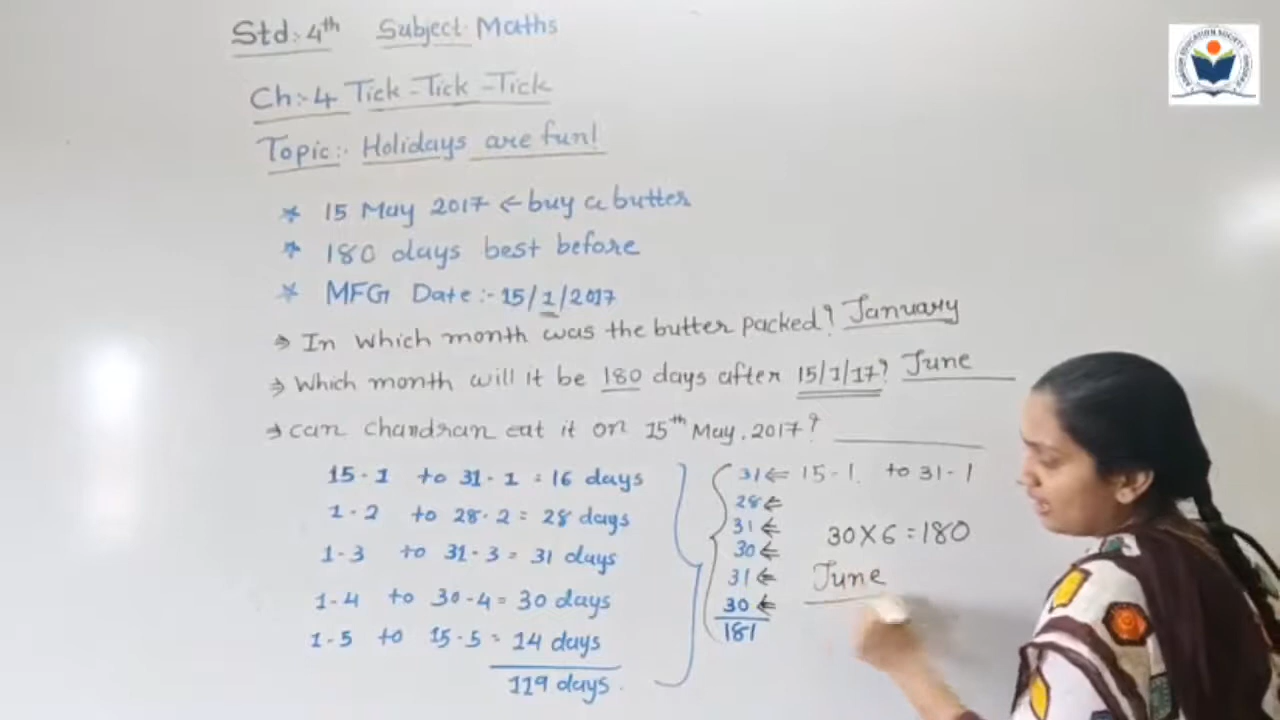 Std:- 4th Subject Maths
Ch:- 4 Tick-Tick-Tick
Topic:- Holidays are fun!
* 15 May 2017 ← buy a butter
* 180 days best before
* MFG Date:- 15/1/2017
⇒ In which month was the butter packed? January
⇒ Which month will it be 180 days after 15/1/17? June
⇒ can chandran eat it on 15th May, 2017? ________
15-1 to 31-1 = 16 days
1-2 to 28-2 = 28 days
1-3 to 31-3 = 31 days
1-4 to 30-4 = 30 days
1-5 to 15-5 = 14 days
119 days
31 ← 15-1. to 31-1
28 ←
31 ←
30 ←
31 ←
30 ←
181
30 X 6 = 180
June
EDUCATION SOCIETY